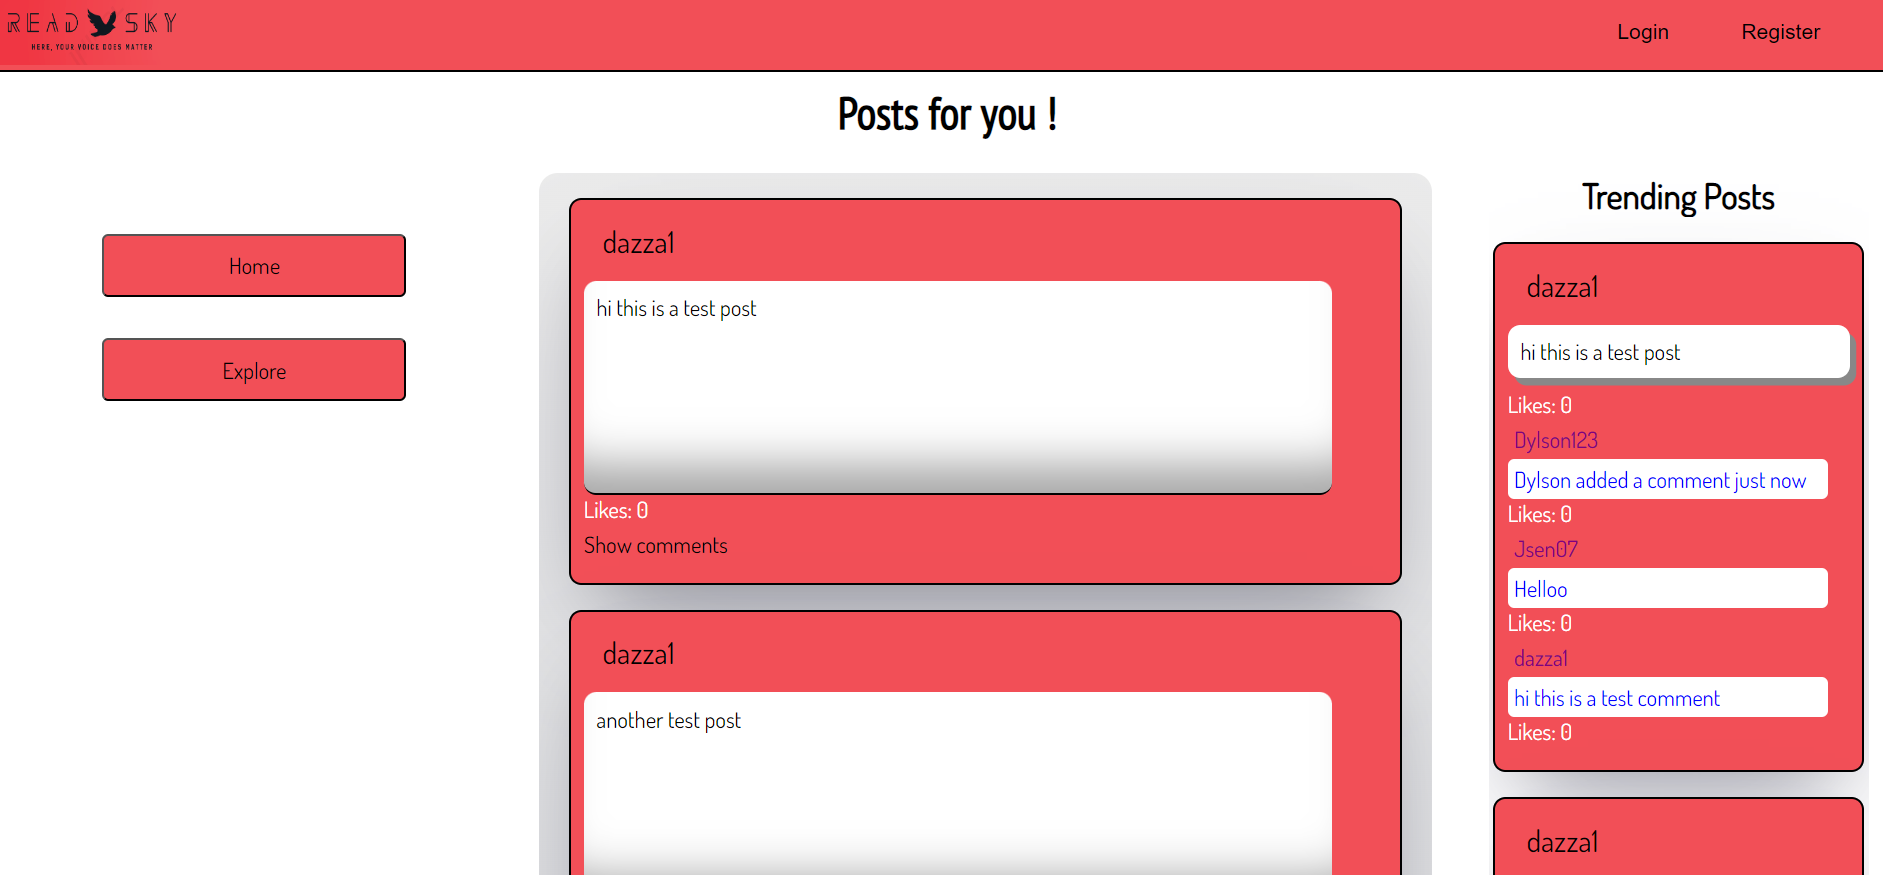 READ SKY
HERE, YOUR VOICE DOES MATTER
Login
Register
Posts for you !
Home
Explore
dazza1
hi this is a test post
Likes: 0
Show comments
dazza1
another test post
Trending Posts
dazza1
hi this is a test post
Likes: 0
Dylson123
Dylson added a comment just now
Likes: 0
Jsen07
Helloo
Likes: 0
dazza1
hi this is a test comment
Likes: 0
dazza1